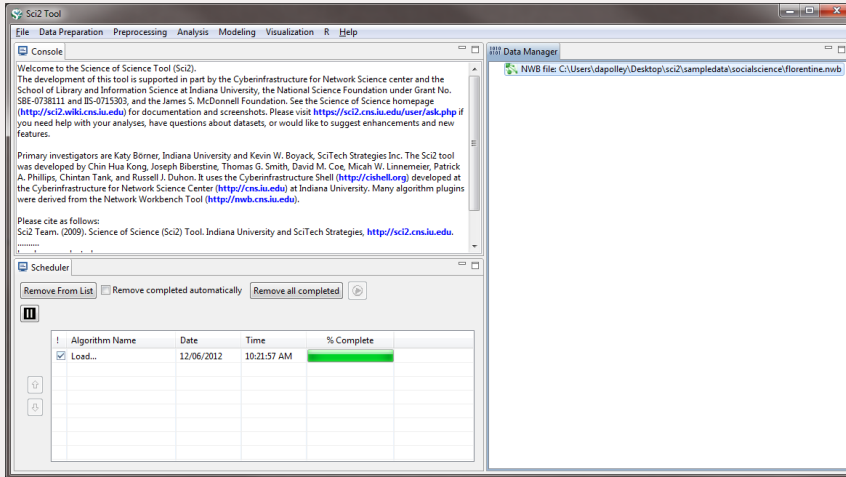 Sci2 Tool
File Data Preparation Preprocessing Analysis Modeling Visualization R Help
Console
Welcome to the Science of Science Tool (Sci2).
The development of this tool is supported in part by the Cyberinfrastructure for Network Science center and the
School of Library and Information Science at Indiana University, the National Science Foundation under Grant No.
SBE-0738111 and IIS-0715303, and the James S. McDonnell Foundation. See the Science of Science homepage
(http://sci2.wiki.cns.iu.edu) for documentation and screenshots. Please visit https://sci2.cns.iu.edu/user/ask.php if
you need help with your analyses, have questions about datasets, or would like to suggest enhancements and new
features.
Primary investigators are Katy Börner, Indiana University and Kevin W. Boyack, SciTech Strategies Inc. The Sci2 tool
was developed by Chin Hua Kong, Joseph Biberstine, Thomas G. Smith, David M. Coe, Micah W. Linnemeier, Patrick
A. Phillips, Chintan Tank, and Russell J. Duhon. It uses the Cyberinfrastructure Shell (http://cishell.org) developed at
the Cyberinfrastructure for Network Science Center (http://cns.iu.edu) at Indiana University. Many algorithm plugins
were derived from the Network Workbench Tool (http://nwb.cns.iu.edu).
Please cite as follows:
Sci2 Team. (2009). Science of Science (Sci2) Tool. Indiana University and SciTech Strategies, http://sci2.cns.iu.edu.
..........
Scheduler
Remove From List Remove completed automatically Remove all completed
! Algorithm Name Date Time % Complete
Load... 12/06/2012 10:21:57 AM
Data Manager
NWB file: C:\Users\dapolley\Desktop\sci2\sampledata\socialscience\florentine.nwb